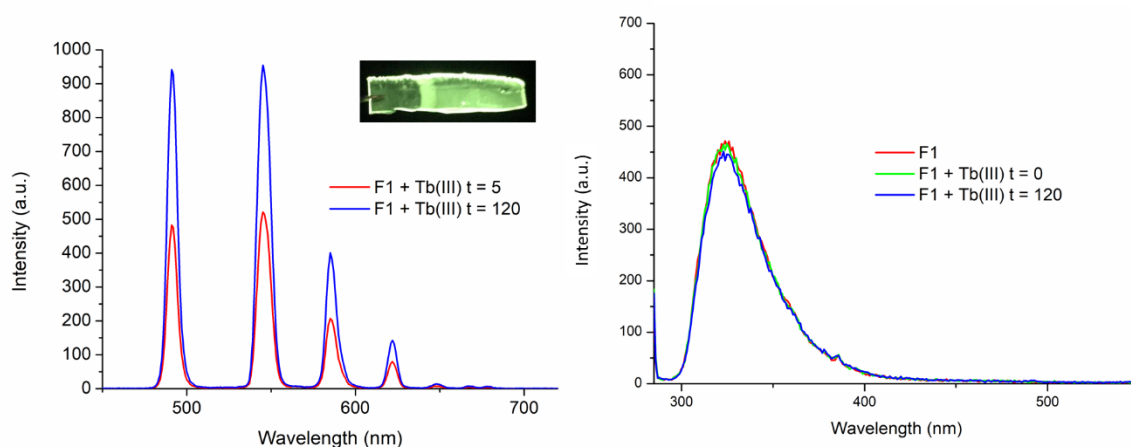 1000
900
800
700
600
500
400
300
200
100
0
Intensity (a.u.)
F1 + Tb(III) t = 5
F1 + Tb(III) t = 120
500
600
700
Wavelength (nm)
700
600
500
400
300
200
100
0
Intensity (a.u.)
F1
F1 + Tb(III) t = 0
F1 + Tb(III) t = 120
300
400
500
Wavelength (nm)